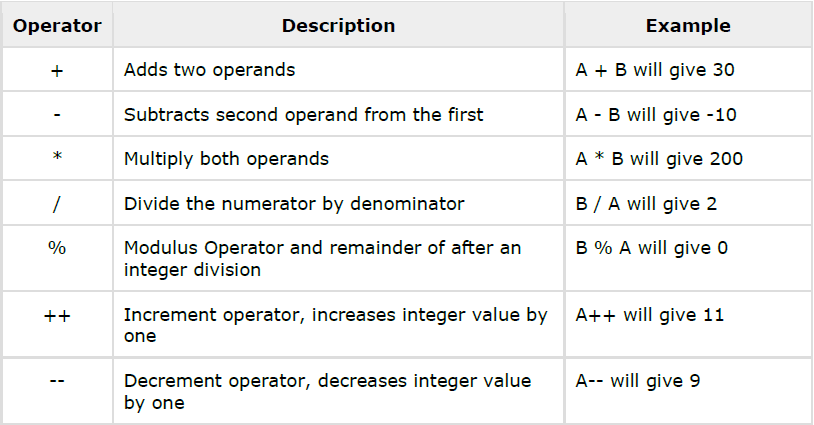 Operator Description Example
+ Adds two operands A + B will give 30
- Subtracts second operand from the first A - B will give -10
* Multiply both operands A * B will give 200
/ Divide the numerator by denominator B / A will give 2
% Modulus Operator and remainder of after an B % A will give 0
integer division
++ Increment operator, increases integer value by A++ will give 11
one
-- Decrement operator, decreases integer value A-- will give 9
by one